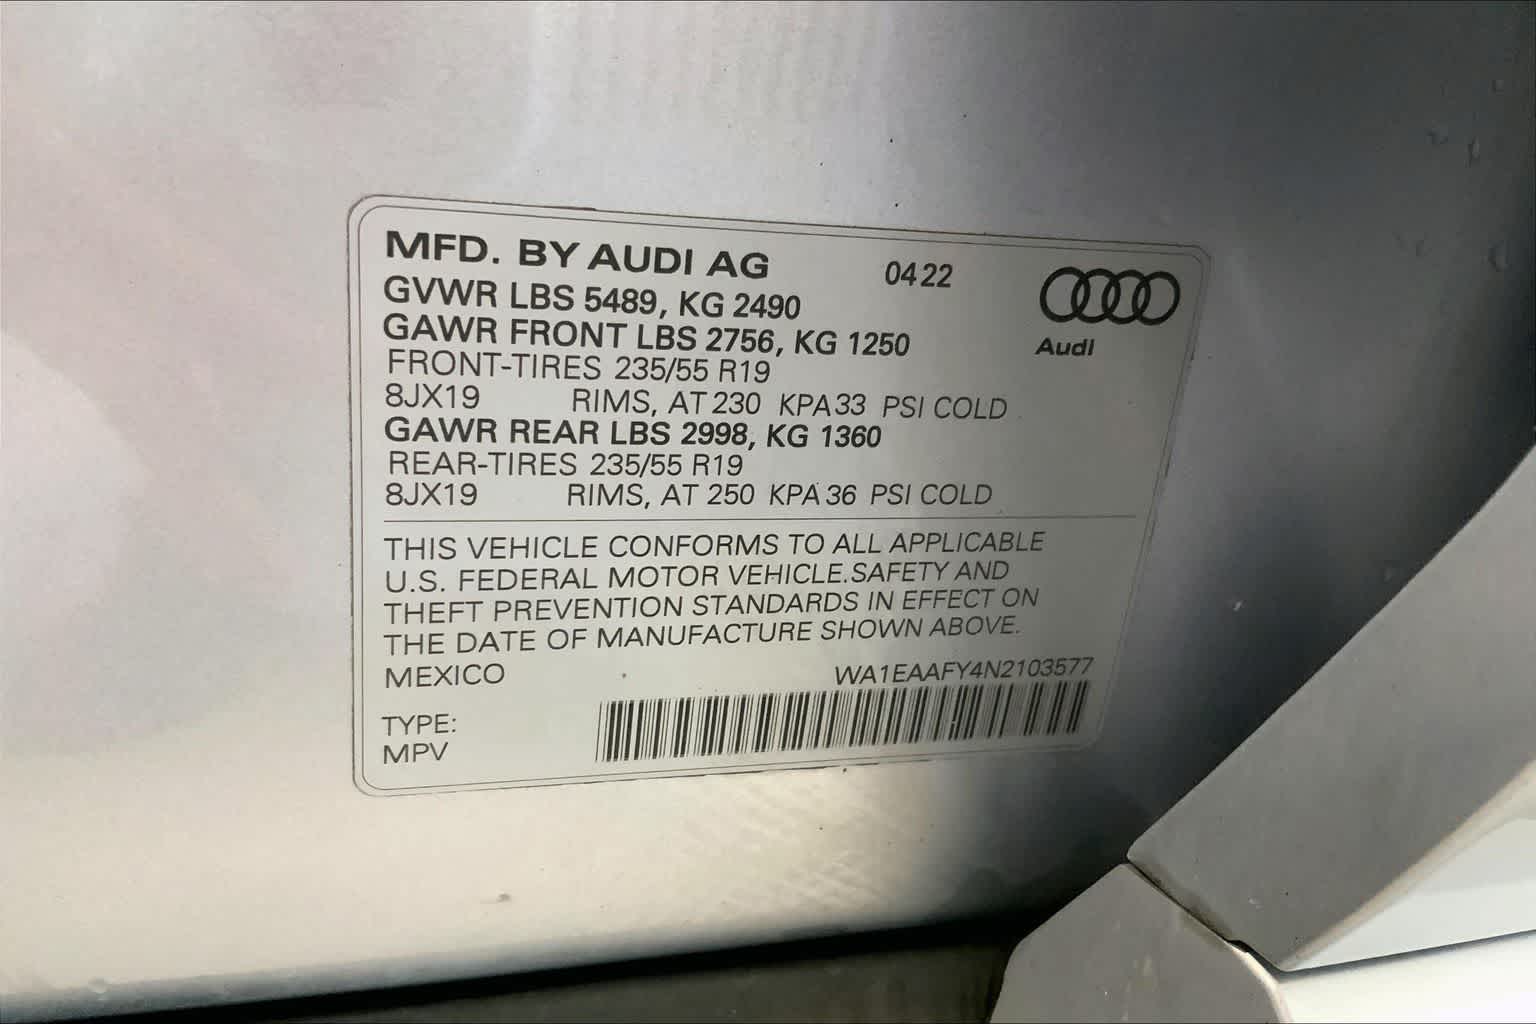 MFD. BY AUDI AG 04 22
GVWR LBS 5489, KG 2490
GAWR FRONT LBS 2756, KG 1250
Audi
FRONT-TIRES 235/55 R19
8JX19 RIMS, AT 230 KPA 33 PSI COLD
GAWR REAR LBS 2998, KG 1360
REAR-TIRES 235/55 R19
8JX19 RIMS, AT 250 KPA 36 PSI COLD
THIS VEHICLE CONFORMS TO ALL APPLICABLE
U.S. FEDERAL MOTOR VEHICLE.SAFETY AND
THEFT PREVENTION STANDARDS IN EFFECT ON
THE DATE OF MANUFACTURE SHOWN ABOVE.
MEXICO WA1EAAFY4N2103577
TYPE:
MPV